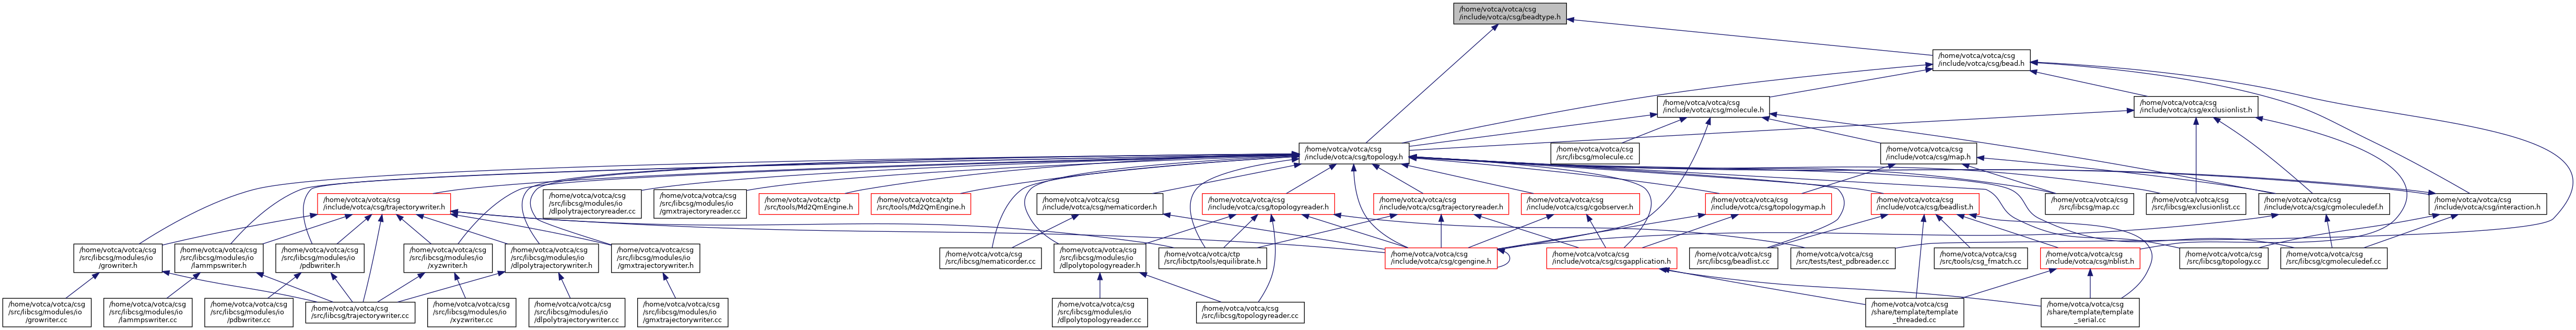 /home/votca/votca/csg
/include/votca/csg/beadtype.h
/home/votca/votca/csg
/include/votca/csg/bead.h
/home/votca/votca/csg
/include/votca/csg/molecule.h
/home/votca/votca/csg
/include/votca/csg/exclusionlist.h
/home/votca/votca/csg
/include/votca/csg/topology.h
/home/votca/votca/csg
/src/libcsg/molecule.cc
/home/votca/votca/csg
/include/votca/csg/map.h
/home/votca/votca/csg
/include/votca/csg/trajectorywriter.h
/home/votca/votca/csg
/src/libcsg/modules/io
/dlpolytrajectoryreader.cc
/home/votca/votca/csg
/src/libcsg/modules/io
/gmxtrajectoryreader.cc
/home/votca/votca/ctp
/src/tools/Md2QmEngine.h
/home/votca/votca/xtp
/src/tools/Md2QmEngine.h
/home/votca/votca/csg
/include/votca/csg/nematicorder.h
/home/votca/votca/csg
/include/votca/csg/topologyreader.h
/home/votca/votca/csg
/include/votca/csg/trajectoryreader.h
/home/votca/votca/csg
/include/votca/csg/cgobserver.h
/home/votca/votca/csg
/include/votca/csg/topologymap.h
/home/votca/votca/csg
/include/votca/csg/beadlist.h
/home/votca/votca/csg
/src/libcsg/map.cc
/home/votca/votca/csg
/src/libcsg/exclusionlist.cc
/home/votca/votca/csg
/include/votca/csg/cgmoleculedef.h
/home/votca/votca/csg
/include/votca/csg/interaction.h
/home/votca/votca/csg
/src/libcsg/modules/io
/growriter.h
/home/votca/votca/csg
/src/libcsg/modules/io
/lammpswriter.h
/home/votca/votca/csg
/src/libcsg/modules/io
/pdbwriter.h
/home/votca/votca/csg
/src/libcsg/modules/io
/xyzwriter.h
/home/votca/votca/csg
/src/libcsg/modules/io
/dlpolytrajectorywriter.h
/home/votca/votca/csg
/src/libcsg/modules/io
/gmxtrajectorywriter.h
/home/votca/votca/csg
/src/libcsg/nematicorder.cc
/home/votca/votca/csg
/src/libcsg/modules/io
/dlpolytopologyreader.h
/home/votca/votca/ctp
/src/libctp/tools/equilibrate.h
/home/votca/votca/csg
/include/votca/csg/cgengine.h
/home/votca/votca/csg
/include/votca/csg/csgapplication.h
/home/votca/votca/csg
/src/libcsg/beadlist.cc
/home/votca/votca/csg
/src/tests/test_pdbreader.cc
/home/votca/votca/csg
/src/tools/csg_fmatch.cc
/home/votca/votca/csg
/include/votca/csg/nblist.h
/home/votca/votca/csg
/src/libcsg/topology.cc
/home/votca/votca/csg
/src/libcsg/cgmoleculedef.cc
/home/votca/votca/csg
/src/libcsg/modules/io
/growriter.cc
/home/votca/votca/csg
/src/libcsg/modules/io
/lammpswriter.cc
/home/votca/votca/csg
/src/libcsg/modules/io
/pdbwriter.cc
/home/votca/votca/csg
/src/libcsg/trajectorywriter.cc
/home/votca/votca/csg
/src/libcsg/modules/io
/xyzwriter.cc
/home/votca/votca/csg
/src/libcsg/modules/io
/dlpolytrajectorywriter.cc
/home/votca/votca/csg
/src/libcsg/modules/io
/gmxtrajectorywriter.cc
/home/votca/votca/csg
/src/libcsg/modules/io
/dlpolytopologyreader.cc
/home/votca/votca/csg
/src/libcsg/topologyreader.cc
/home/votca/votca/csg
/share/template/template
_threaded.cc
/home/votca/votca/csg
/share/template/template
_serial.cc